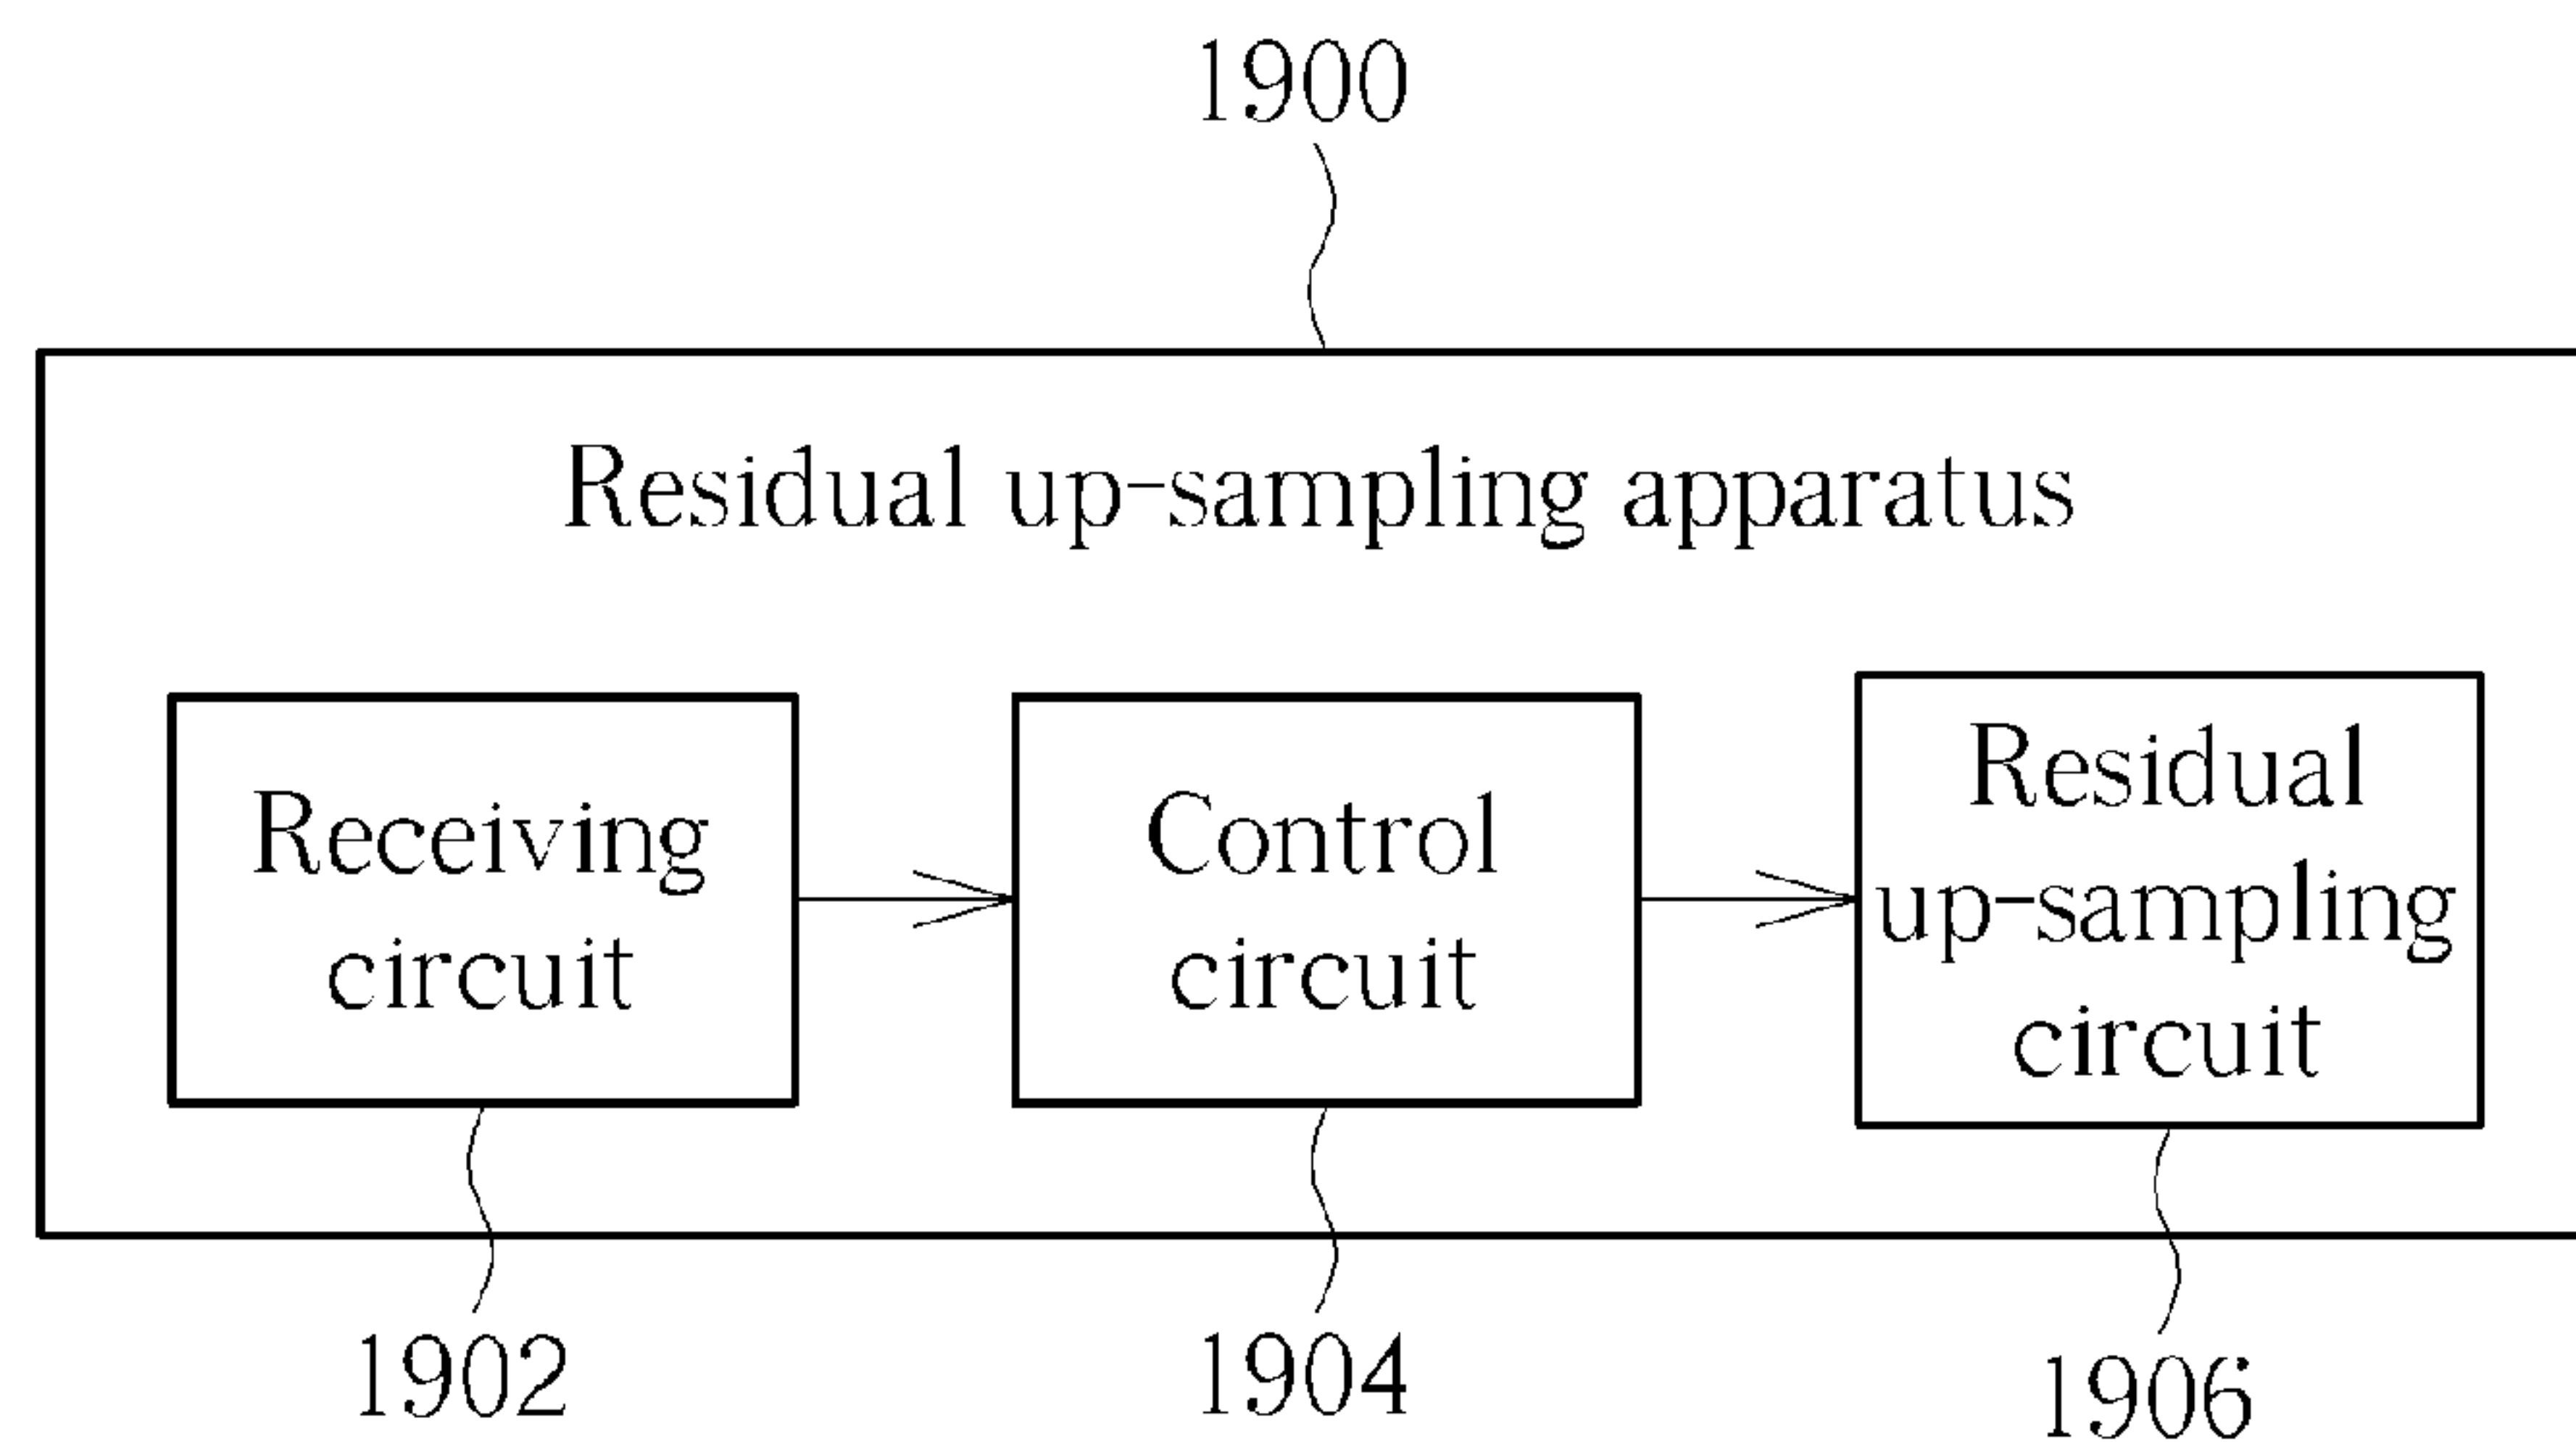 1900
Residual up-sampling apparatus
Receiving
circuit
Control
circuit
Residual
up-sampling
circuit
1902
1904
1906